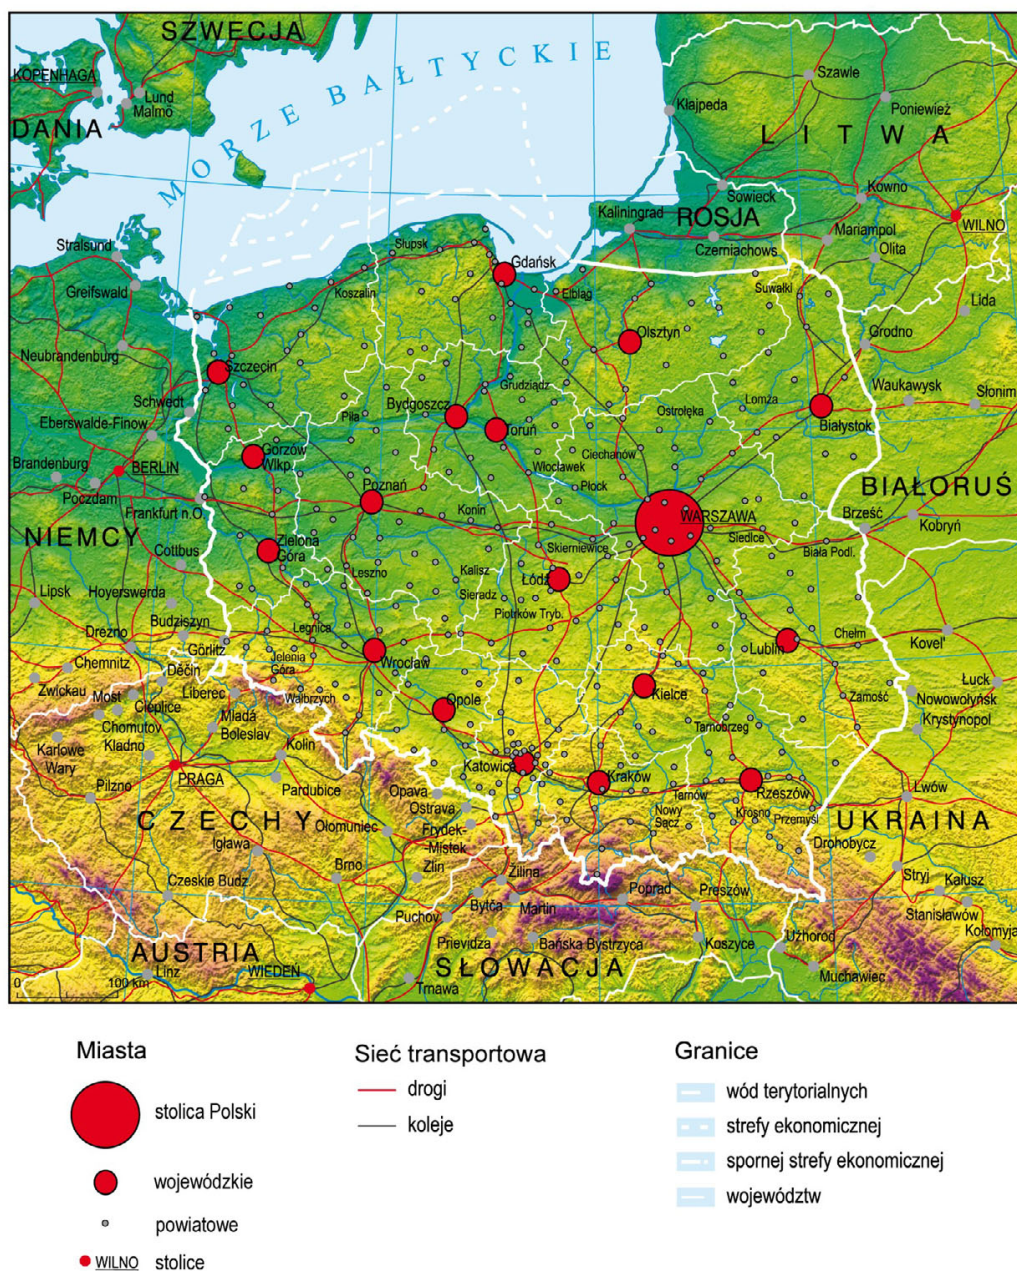 SZWECJA
KOPENHAGA
Lund
Malmö
DANIA
MORZE BAŁTYCKIE
Szawle
Kłajpeda
Poniewież
LITWA
Sowieck
Kowno
Kaliningrad
ROSJA
WILNO
Czerniachows
Mariampol
Olita
Stralsund
Słupsk
Gdańsk
Greifswald
Koszalin
Elbląg
Suwałki
Lida
Olsztyn
Grodno
Neubrandenburg
Szczecin
Grudziądz
Łomża
Waukawysk
Słonim
Schwedt
Bydgoszcz
Piła
Ostrołęka
Eberswalde-Finow
Toruń
Białystok
Gorzów
Wlkp.
Ciechanów
Brandenburg
BERLIN
Włocławek
Płock
Poczdam
Poznań
BIAŁORUŚ
Frankfurt n.O.
Konin
WARSZAWA
Brześć
Kobryń
NIEMCY
Zielona
Góra
Skierniewice
Siedlce
Biała Podl.
Cottbus
Leszno
Kalisz
Łódź
Sieradz
Lipsk
Hoyerswerda
Piotrków Tryb.
Budziszyn
Legnica
Drezno
Görlitz
Lublin
Chełm
Kovel'
Chemnitz
Děčín
Jelenia
Góra
Wrocław
Zwickau
Most
Cieplice
Liberec
Wałbrzych
Opole
Kielce
Zamość
Łuck
Nowowołyńsk
Chomutov
Mlada
Boleslav
Tarnobrzeg
Krystynopol
Karlowe
Wary
Kladno
Kolin
PRAGA
Katowice
Kraków
Rzeszów
Pilzno
Pardubice
Opava
Ostrava
Tarnów
Lwów
CZECHY
Nowy
Sącz
Krosno
Przemyśl
UKRAINA
Ołomuniec
Frydek-
-Mistek
Igława
Drohobycz
Brno
Zlin
Žilina
Stryj
Kałusz
Czeskie Budz.
Bytča
Martin
Poprad
Preszów
Puchov
Stanisławów
AUSTRIA
Prievidza
Bańska Bystrzyca
Koszyce
Użhorod
Kołomyja
Linz
WIEDEN
SŁOWACJA
Muchawiec
Trnawa
0 100 km
Miasta
stolica Polski
wojewódzkie
powiatowe
WILNO stolice
Sieć transportowa
drogi
koleje
Granice
wód terytorialnych
strefy ekonomicznej
spornej strefy ekonomicznej
województw